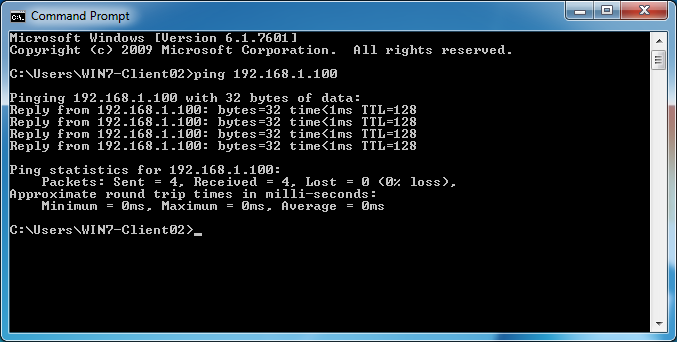 Command Prompt
Microsoft Windows [Version 6.1.7601]
Copyright (c) 2009 Microsoft Corporation.  All rights reserved.
C:\Users\WIN7-Client02>ping 192.168.1.100
Pinging 192.168.1.100 with 32 bytes of data:
Reply from 192.168.1.100: bytes=32 time<1ms TTL=128
Reply from 192.168.1.100: bytes=32 time<1ms TTL=128
Reply from 192.168.1.100: bytes=32 time<1ms TTL=128
Reply from 192.168.1.100: bytes=32 time<1ms TTL=128
Ping statistics for 192.168.1.100:
    Packets: Sent = 4, Received = 4, Lost = 0 (0% loss),
Approximate round trip times in milli-seconds:
    Minimum = 0ms, Maximum = 0ms, Average = 0ms
C:\Users\WIN7-Client02>_